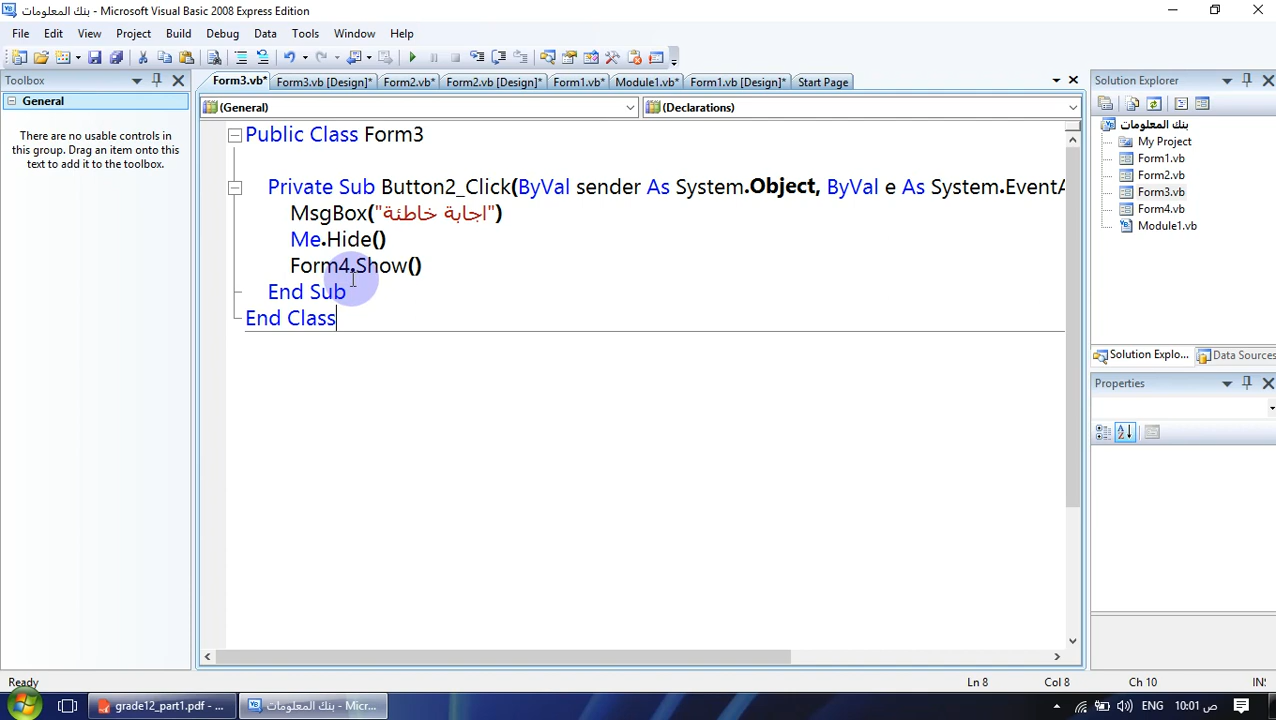 بنك المعلومات - Microsoft Visual Basic 2008 Express Edition
File Edit View Project Build Debug Data Tools Window Help
Toolbox
General
There are no usable controls in
this group. Drag an item onto this
text to add it to the toolbox.
Form3.vb* Form3.vb [Design]* Form2.vb* Form2.vb [Design]* Form1.vb* Module1.vb* Form1.vb [Design]* Start Page
(General) (Declarations)
Public Class Form3
Private Sub Button2_Click(ByVal sender As System.Object, ByVal e As System.EventA
MsgBox("اجابة خاطئة")
Me.Hide()
Form4.Show()
End Sub
End Class
Solution Explorer
بنك المعلومات
My Project
Form1.vb
Form2.vb
Form3.vb
Form4.vb
Module1.vb
Solution Explo... Data Sources
Properties
Ready Ln 8 Col 8 Ch 10 INS
grade12_part1.pdf - ... بنك المعلومات - Micr... ENG 10:01 ص